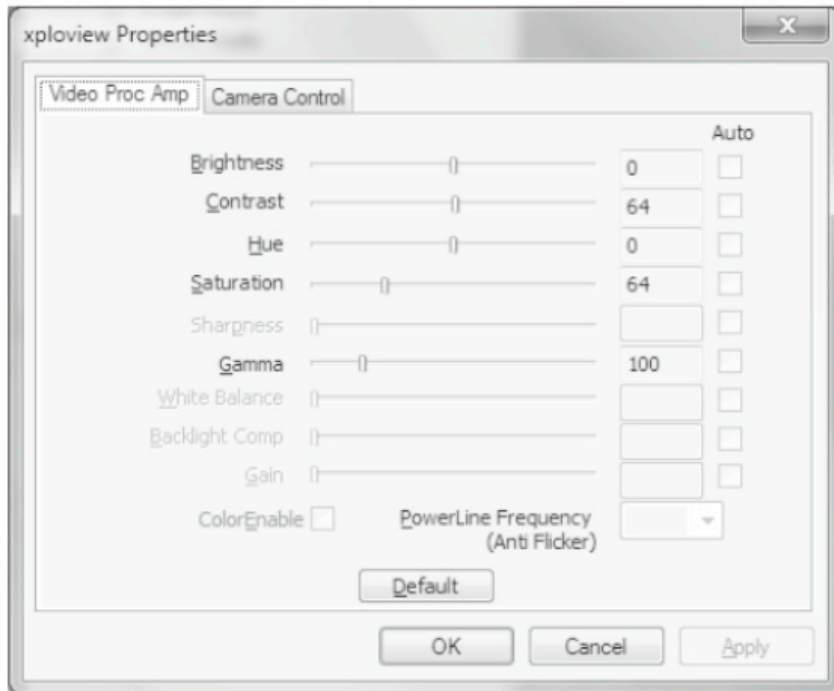 xploview Properties
X
Video Proc Amp
Camera Control
Auto
Brightness 0
Contrast 64
Hue 0
Saturation 64
Sharpness
Gamma 100
White Balance
Backlight Comp
Gain
ColorEnable PowerLine Frequency
(Anti Flicker)
Default
OK Cancel Apply